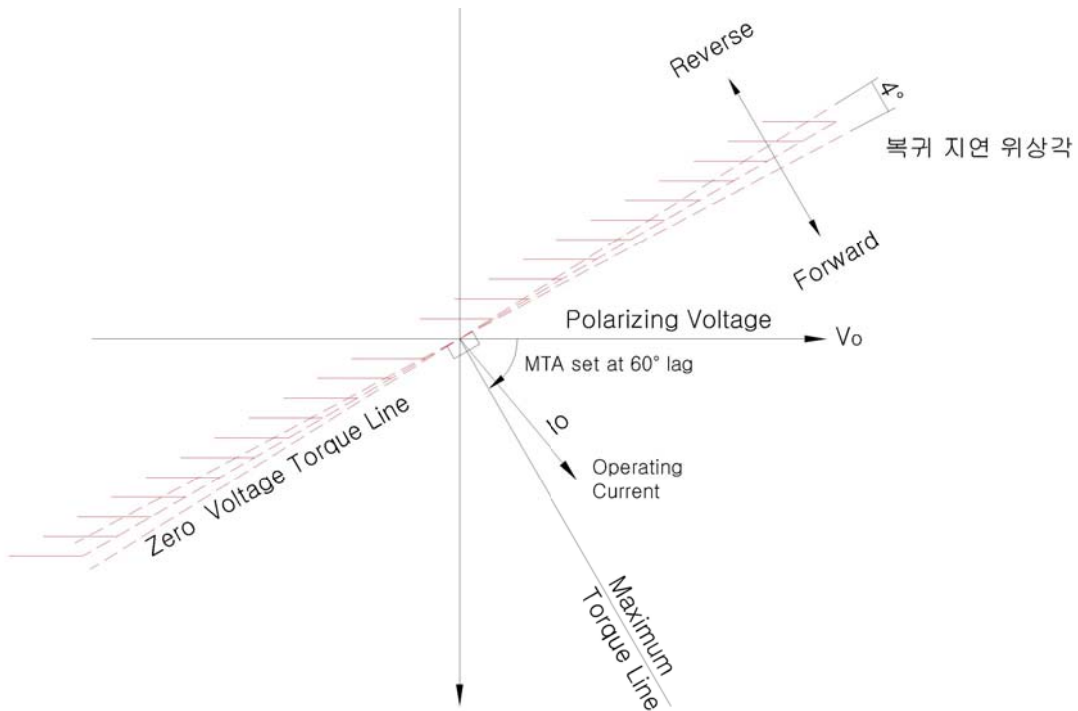 Reverse
4°
복귀 지연 위상각
Forward
Polarizing Voltage
Vo
MTA set at 60° lag
IO
Operating
Current
Zero Voltage Torque Line
Maximum
Torque Line